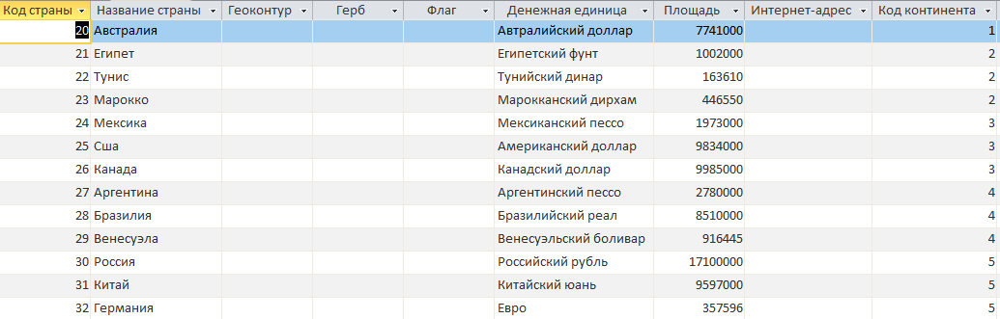 Код страны Название страны Геоконтур Герб Флаг Денежная единица Площадь Интернет-адрес Код континента
20 Австралия Автралийский доллар 7741000 1
21 Египет Египетский фунт 1002000 2
22 Тунис Тунийский динар 163610 2
23 Марокко Марокканский дирхам 446550 2
24 Мексика Мексиканский пессо 1973000 3
25 Сша Американский доллар 9834000 3
26 Канада Канадский доллар 9985000 3
27 Аргентина Аргентинский пессо 2780000 4
28 Бразилия Бразилийский реал 8510000 4
29 Венесуэла Венесуэльский боливар 916445 4
30 Россия Российский рубль 17100000 5
31 Китай Китайский юань 9597000 5
32 Германия Евро 357596 5